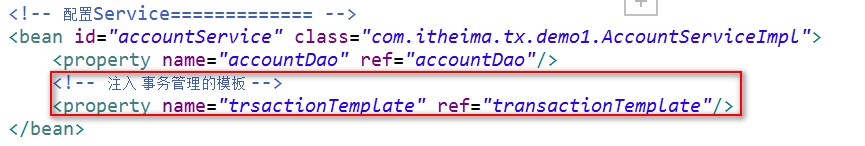 <!-- 配置Service============= -->
<bean id="accountService" class="com.itheima.tx.demo1.AccountServiceImpl">
<property name="accountDao" ref="accountDao"/>
<!-- 注入 事务管理的模板 -->
<property name="trsactionTemplate" ref="transactionTemplate"/>
</bean>